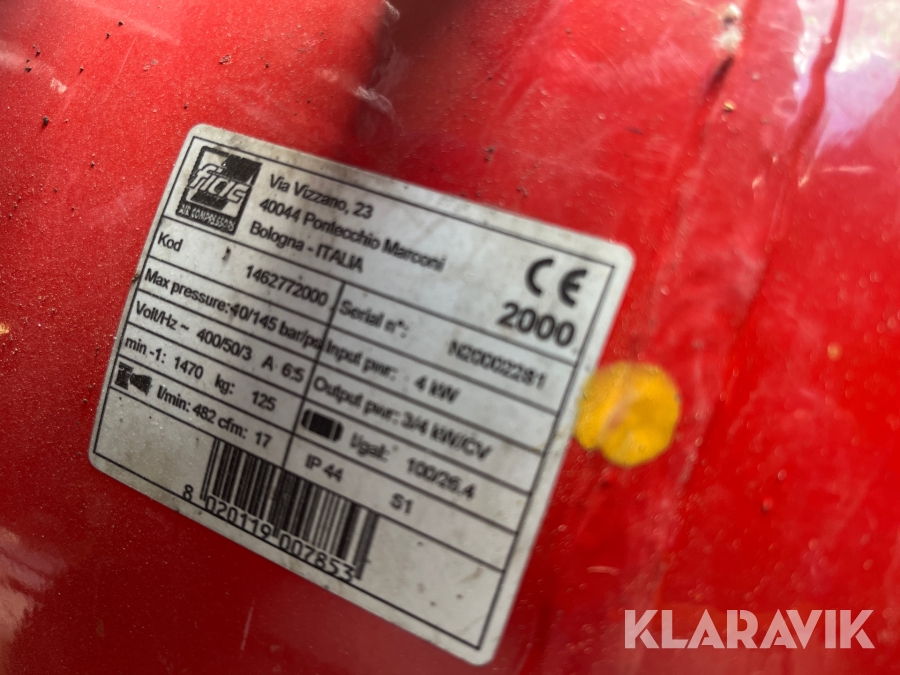 fiac
AIR COMPRESSORS
Via Vizzano, 23
40044 Pontecchio Marconi
Bologna - ITALIA
CE
2000
Kod 1462772000
Serial n°: N20002281
Max pressure: 10/145 bar/psi
Input pwr: 4 kW
Volt/Hz ~ 400/50/3 A 6:5
Output pwr: 3/4 kW/CV
min -1: 1470 kg: 125
l/gal: 100/26.4
l/min: 482 cfm: 17
IP 44 S1
8 020119 007853
KLARAVIK